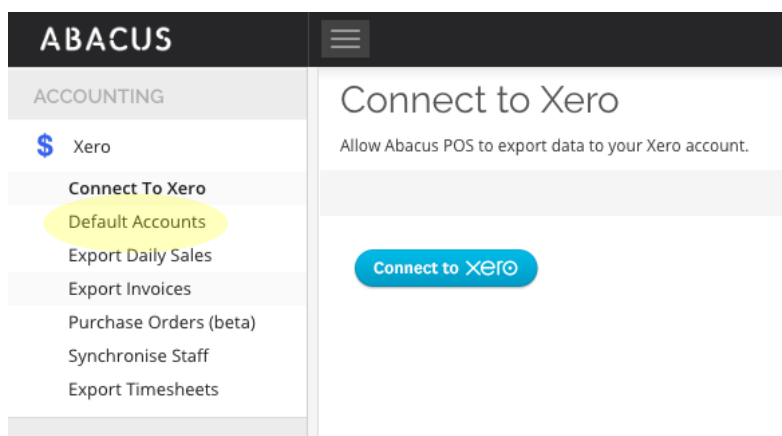 ABACUS
ACCOUNTING
$ Xero
Connect To Xero
Default Accounts
Export Daily Sales
Export Invoices
Purchase Orders (beta)
Synchronise Staff
Export Timesheets
Connect to Xero
Allow Abacus POS to export data to your Xero account.
Connect to xero